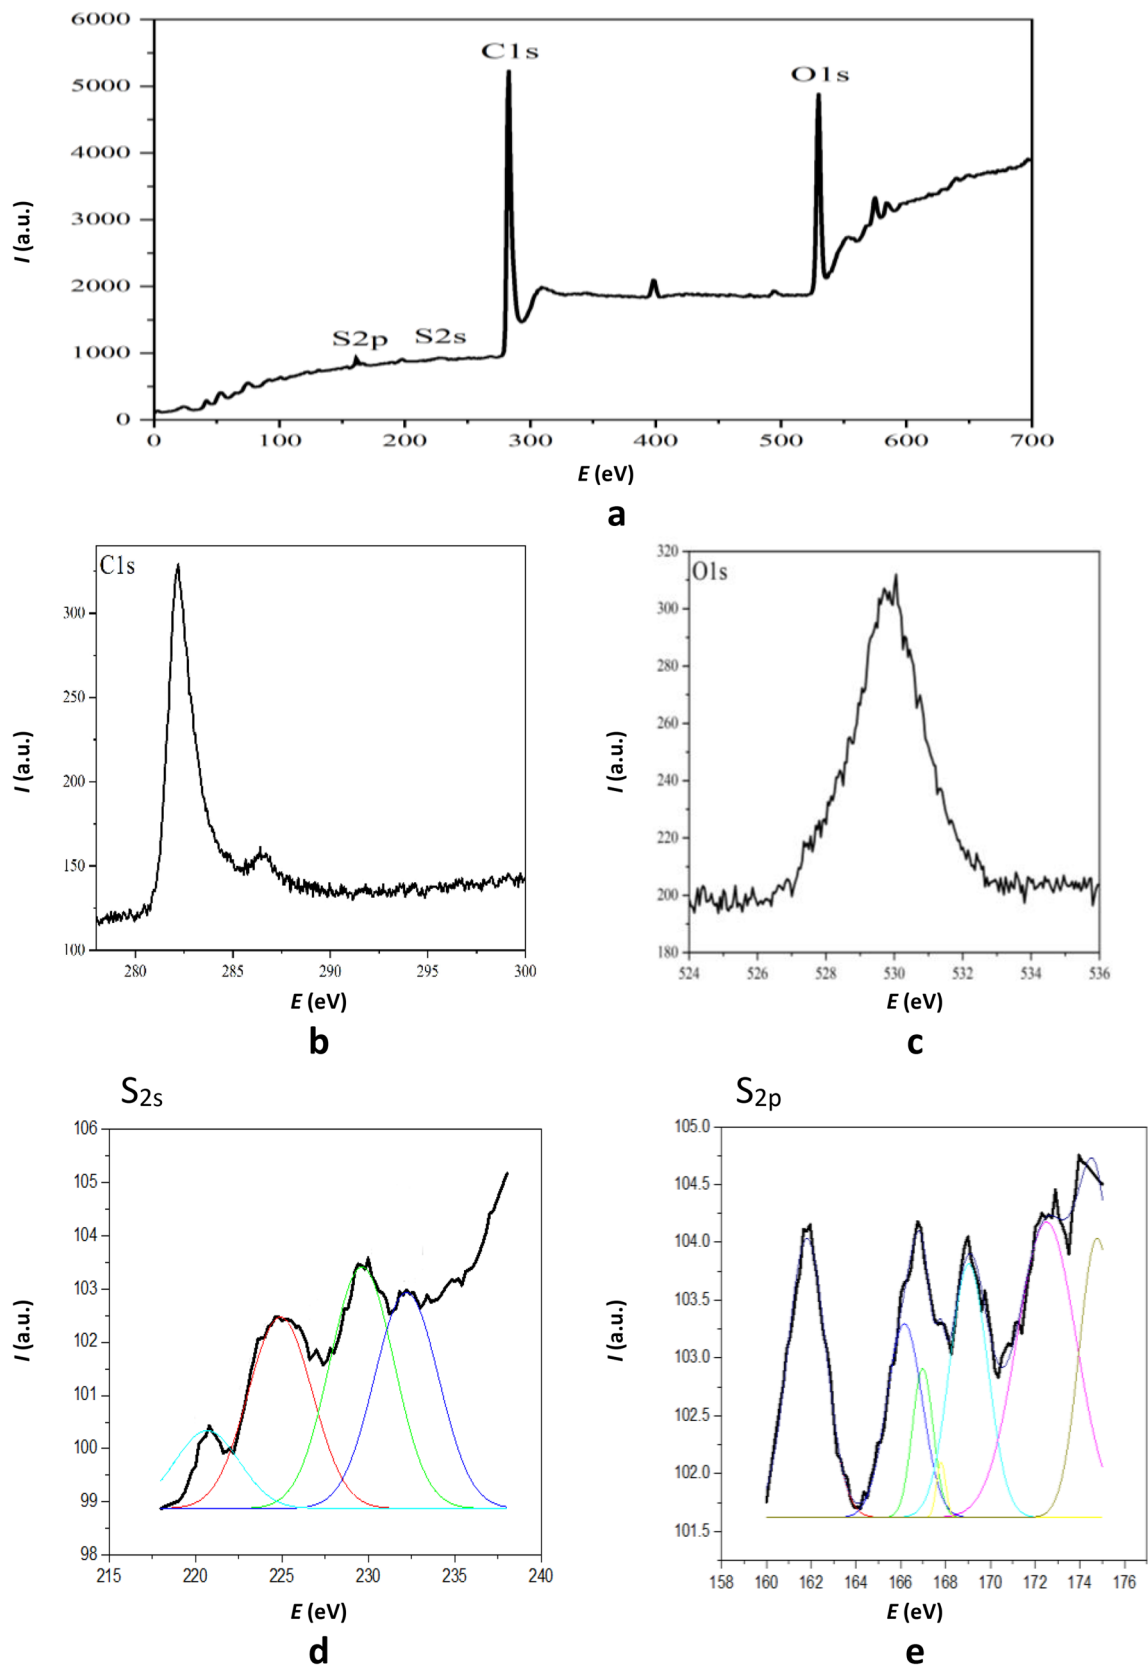 6000
5000
4000
3000
2000
1000
0
I (a.u.)
C1s
O1s
S2p
S2s
0 100 200 300 400 500 600 700
E (eV)
a
C1s
300
250
200
150
100
I (a.u.)
280 285 290 295 300
E (eV)
b
O1s
320
300
280
260
240
220
200
180
I (a.u.)
524 526 528 530 532 534 536
E (eV)
c
S2s
106
105
104
103
102
101
100
99
98
I (a.u.)
215 220 225 230 235 240
E (eV)
d
S2p
105.0
104.5
104.0
103.5
103.0
102.5
102.0
101.5
I (a.u.)
158 160 162 164 166 168 170 172 174 176
E (eV)
e